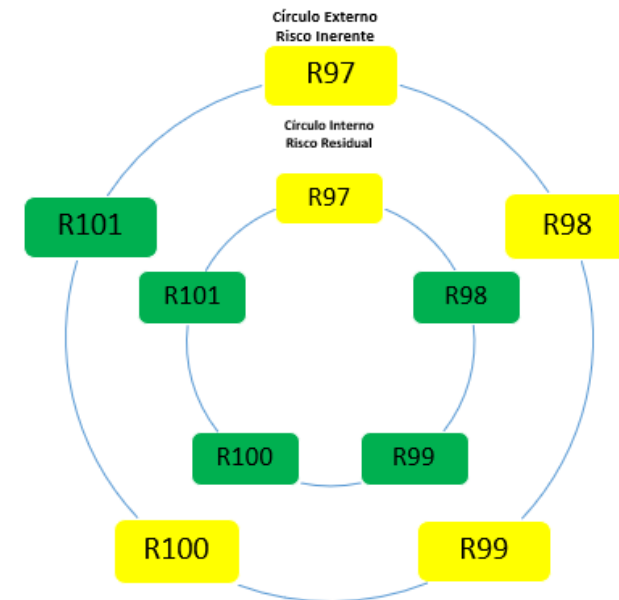 Círculo Externo
Risco Inerente
R97
Círculo Interno
Risco Residual
R97
R101
R98
R101
R98
R100
R99
R100
R99